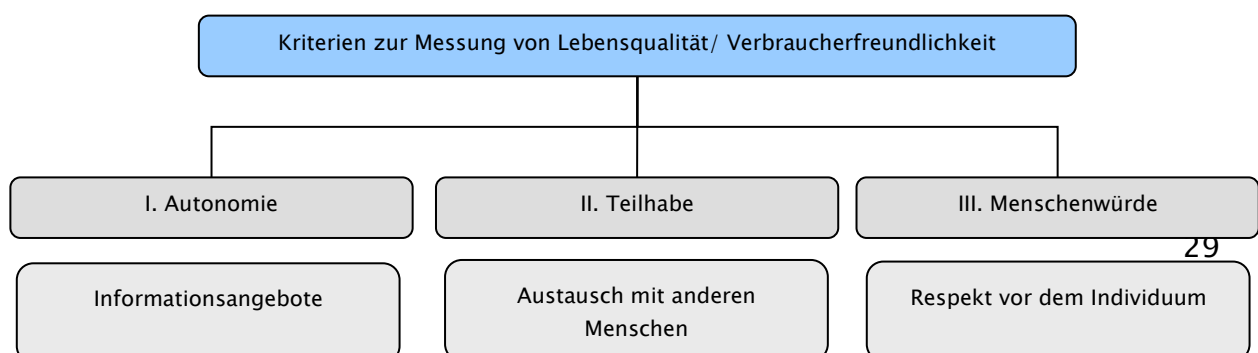 Kriterien zur Messung von Lebensqualität/ Verbraucherfreundlichkeit
I. Autonomie
II. Teilhabe
III. Menschenwürde
29
Informationsangebote
Austausch mit anderen
Menschen
Respekt vor dem Individuum